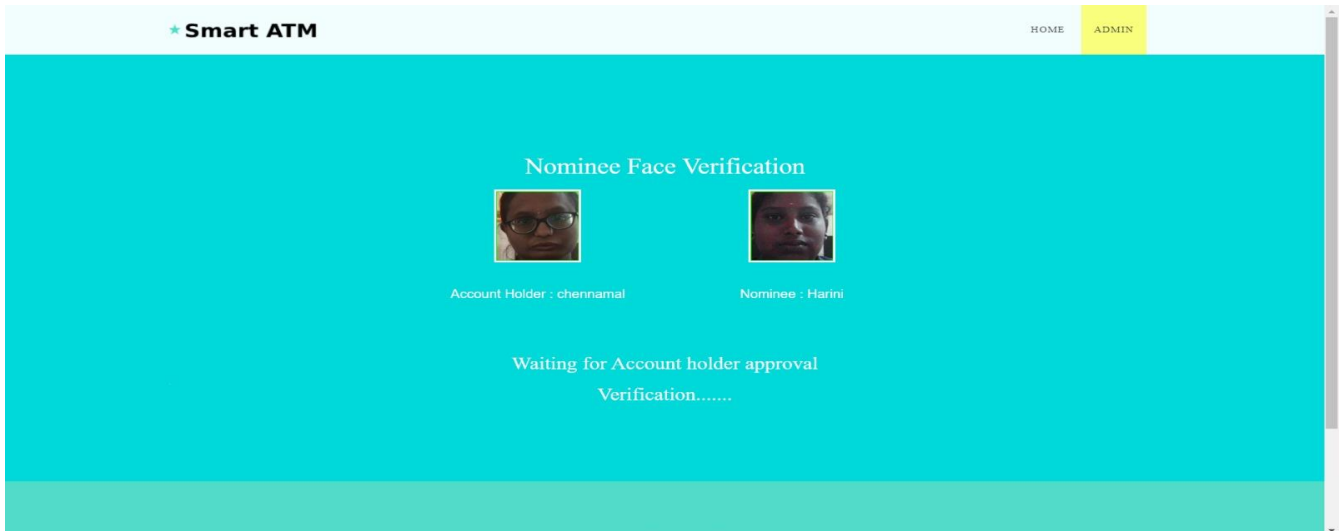 Smart ATM
HOME
ADMIN
Nominee Face Verification
Account Holder : chennamal
Nominee : Harini
Waiting for Account holder approval
Verification.......